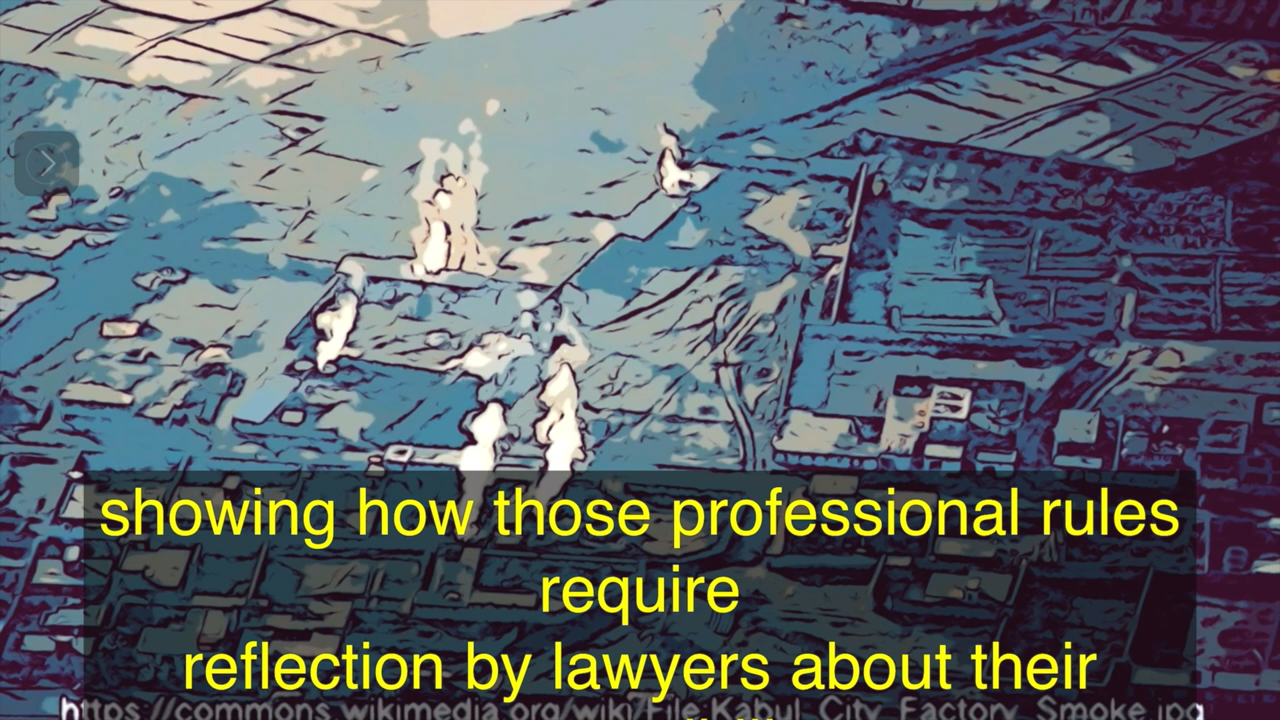 showing how those professional rules
require
reflection by lawyers about their
https://commons.wikimedia.org/wiki/File:Kabul_City_Factory_Smoke.jpg